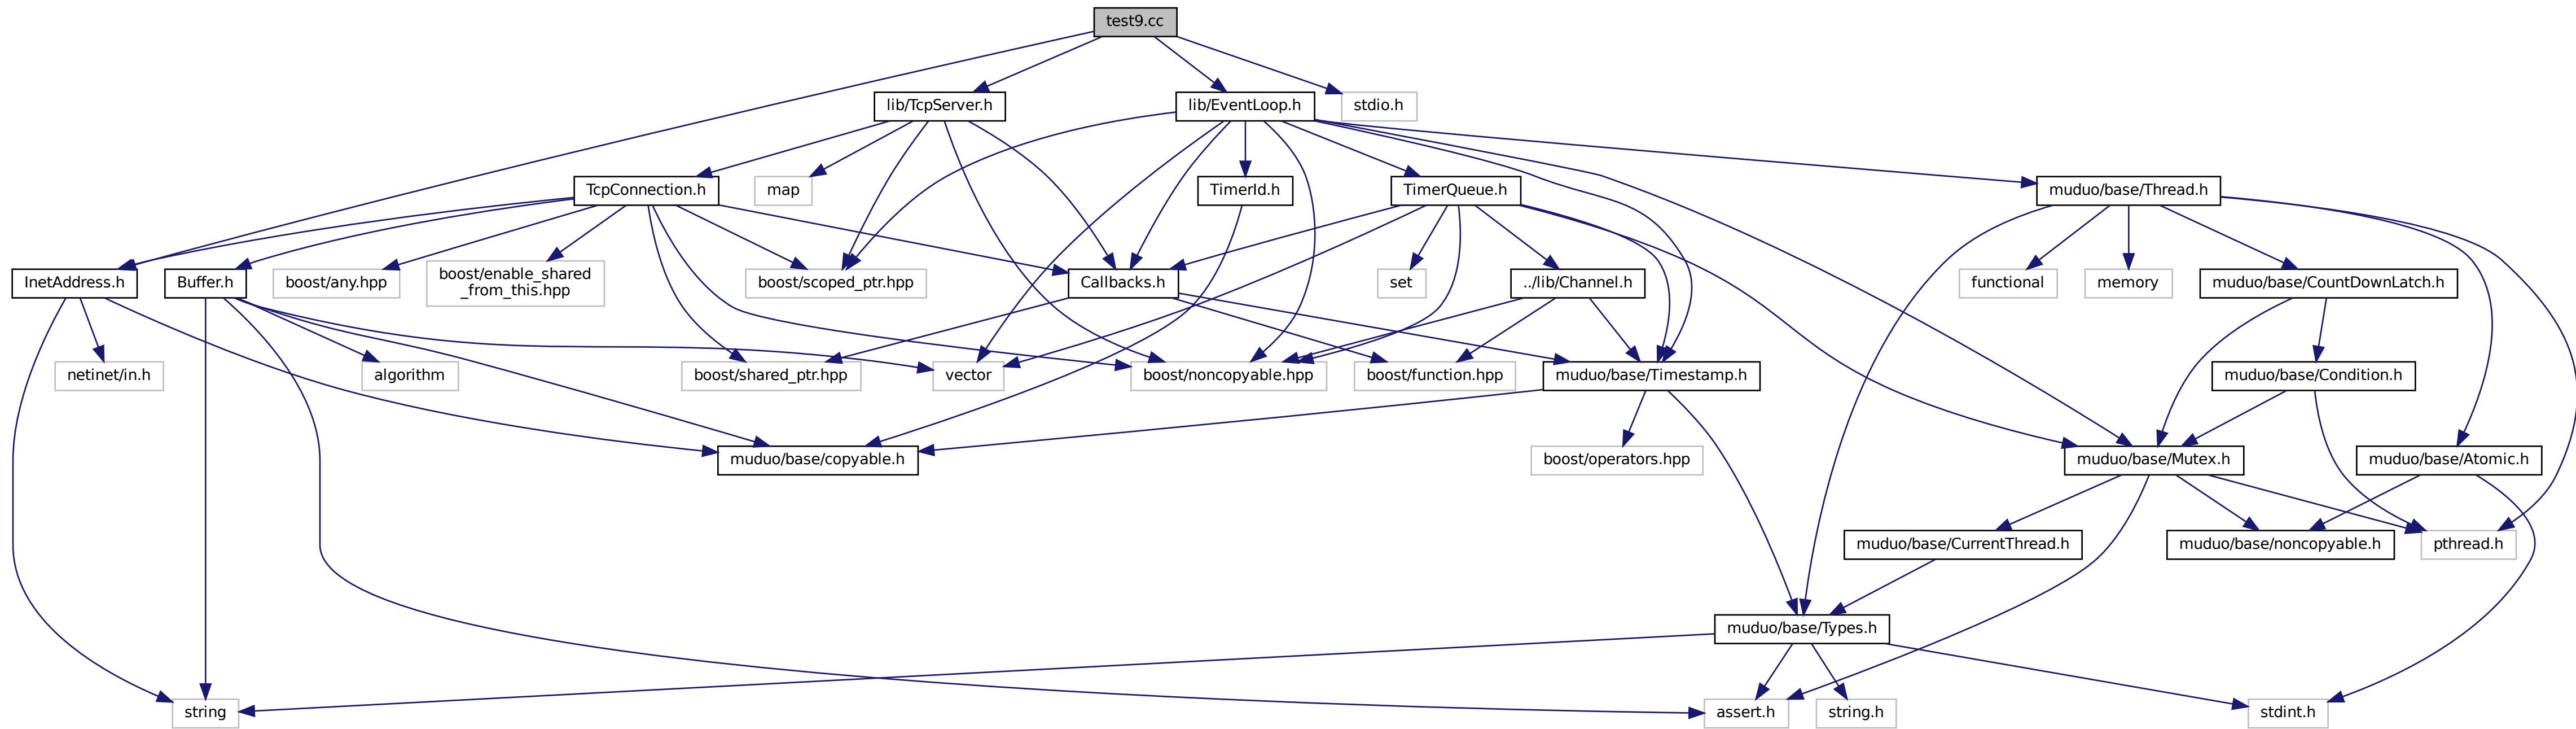 test9.cc
lib/TcpServer.h
lib/EventLoop.h
stdio.h
TcpConnection.h
map
TimerId.h
TimerQueue.h
muduo/base/Thread.h
InetAddress.h
Buffer.h
boost/any.hpp
boost/enable_shared
_from_this.hpp
boost/scoped_ptr.hpp
Callbacks.h
set
../lib/Channel.h
functional
memory
muduo/base/CountDownLatch.h
netinet/in.h
algorithm
boost/shared_ptr.hpp
vector
boost/noncopyable.hpp
boost/function.hpp
muduo/base/Timestamp.h
muduo/base/Condition.h
muduo/base/copyable.h
boost/operators.hpp
muduo/base/Mutex.h
muduo/base/Atomic.h
muduo/base/CurrentThread.h
muduo/base/noncopyable.h
pthread.h
muduo/base/Types.h
string
assert.h
string.h
stdint.h